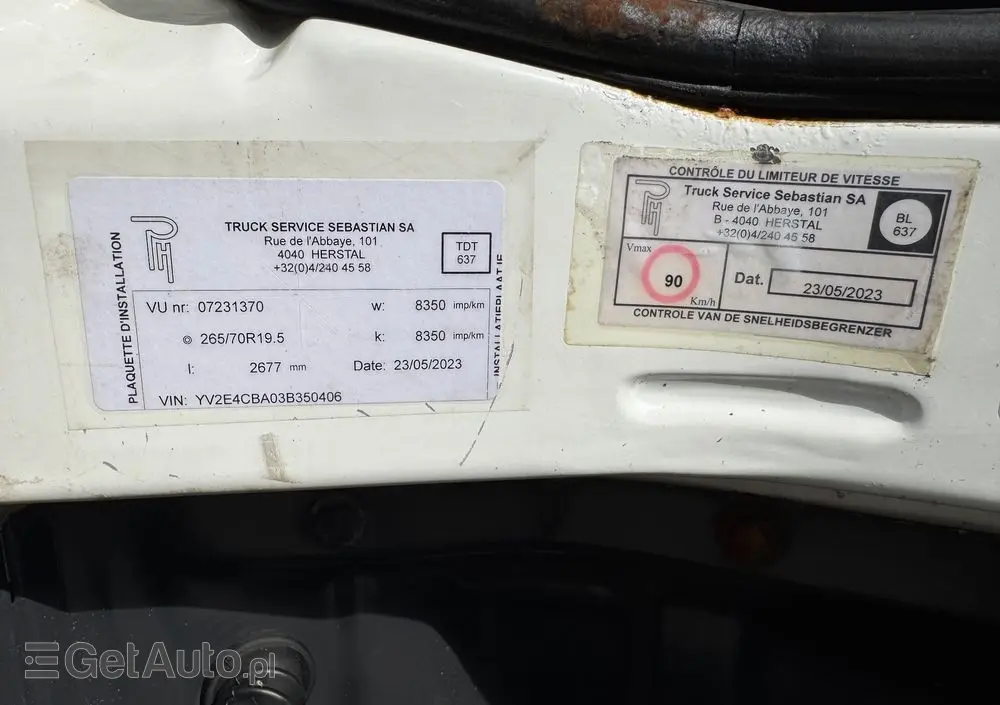 PLAQUETTE D'INSTALLATION
TRUCK SERVICE SEBASTIAN SA
Rue de l'Abbaye, 101
4040 HERSTAL
+32(0)4/240 45 58
TDT
637
VU nr: 07231370
w: 8350 imp/km
265/70R19.5
k: 8350 imp/km
l: 2677 mm
Date: 23/05/2023
VIN: YV2E4CBA03B350406
INSTALLATIEPLAATJE
CONTRÔLE DU LIMITEUR DE VITESSE
Truck Service Sebastian SA
Rue de l'Abbaye, 101
B - 4040 HERSTAL
+32(0)4/240 45 58
BL
637
Vmax
90
Km/h
Dat. 23/05/2023
CONTROLE VAN DE SNELHEIDSBEGRENZER
GetAuto.pl